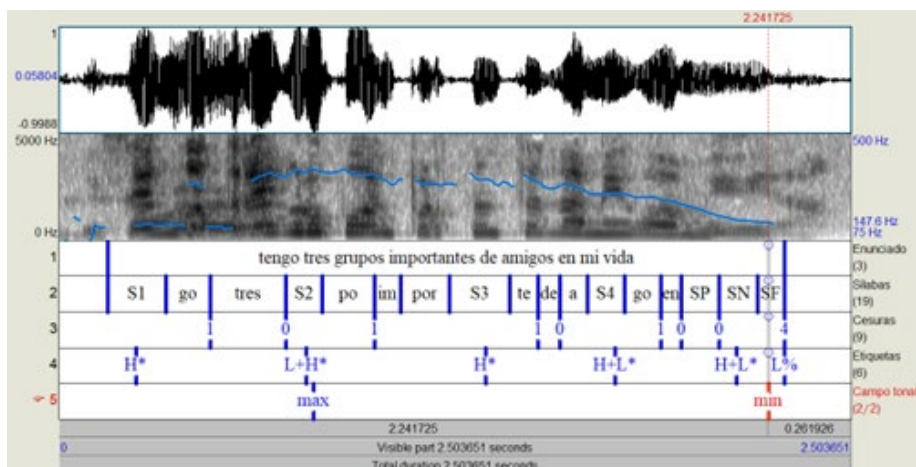 2.241725
1
0.05804
-0.9988
5000 Hz 500 Hz
147.6 Hz
0 Hz 75 Hz
1 tengo tres grupos importantes de amigos en mi vida Enunciado (3)
2 S1 go tres S2 po im por S3 te de a S4 go en SP SN SF Sílabas (19)
3 1 0 1 1 0 1 0 0 4 Cesuras (9)
4 H* L+H* H* H+L* H+L* L% Etiquetas (6)
5 max min Campo tonal (2/2)
2.241725 0.261926
0 Visible part 2.503651 seconds 2.503651
Total duration 2.503651 seconds